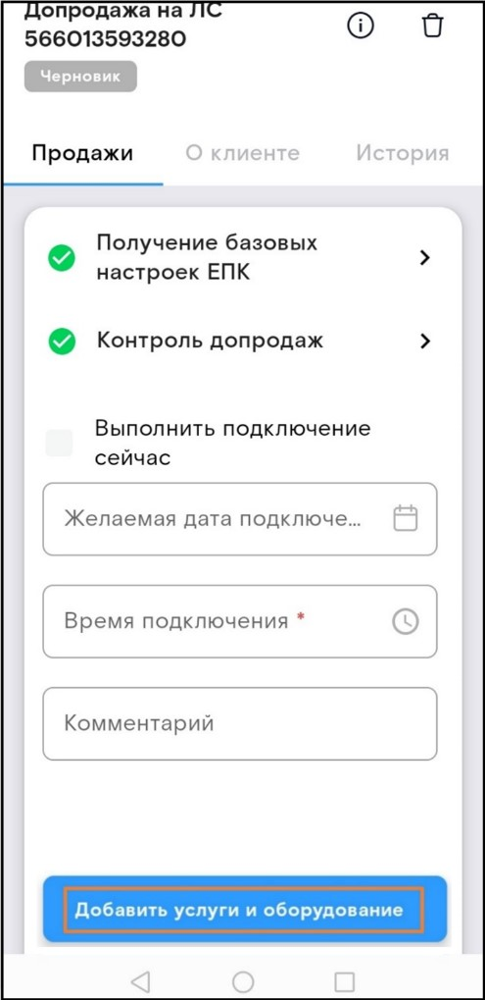 Допродажа на ЛС
566013593280
Черновик
Продажи О клиенте История
Получение базовых
настроек ЕПК
Контроль допродаж
Выполнить подключение
сейчас
Желаемая дата подключе...
Время подключения *
Комментарий
Добавить услуги и оборудование